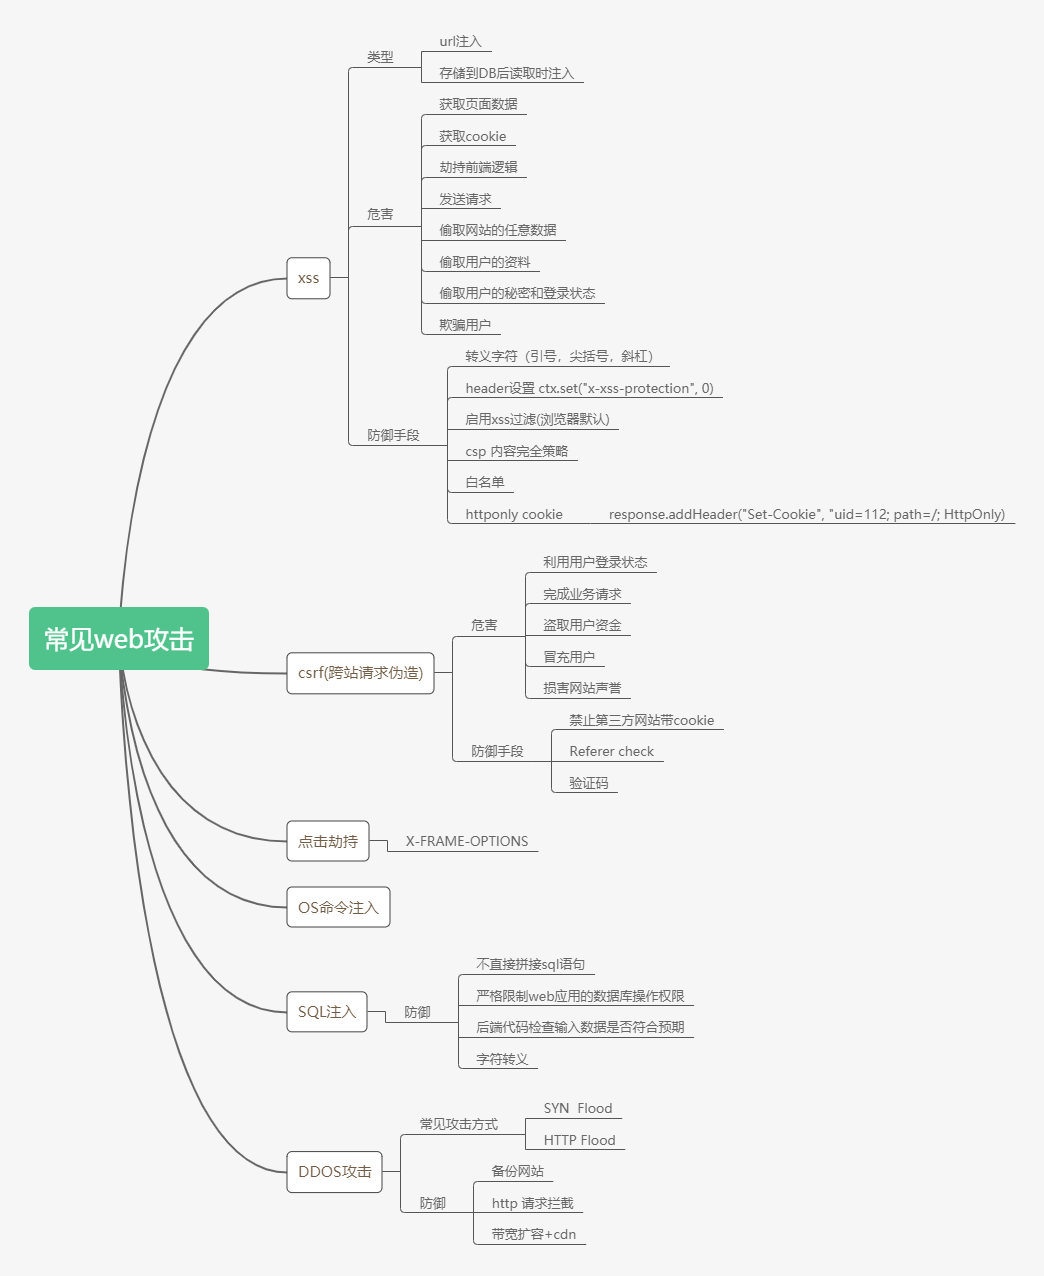 常见web攻击
xss
类型
url注入
存储到DB后读取时注入
危害
获取页面数据
获取cookie
劫持前端逻辑
发送请求
偷取网站的任意数据
偷取用户的资料
偷取用户的秘密和登录状态
欺骗用户
防御手段
转义字符（引号，尖括号，斜杠）
header设置 ctx.set("x-xss-protection", 0)
启用xss过滤(浏览器默认)
csp 内容完全策略
白名单
httponly cookie
response.addHeader("Set-Cookie", "uid=112; path=/; HttpOnly)
csrf(跨站请求伪造)
危害
利用用户登录状态
完成业务请求
盗取用户资金
冒充用户
损害网站声誉
防御手段
禁止第三方网站带cookie
Referer check
验证码
点击劫持
X-FRAME-OPTIONS
OS命令注入
SQL注入
防御
不直接拼接sql语句
严格限制web应用的数据库操作权限
后端代码检查输入数据是否符合预期
字符转义
DDOS攻击
常见攻击方式
SYN  Flood
HTTP Flood
防御
备份网站
http 请求拦截
带宽扩容+cdn